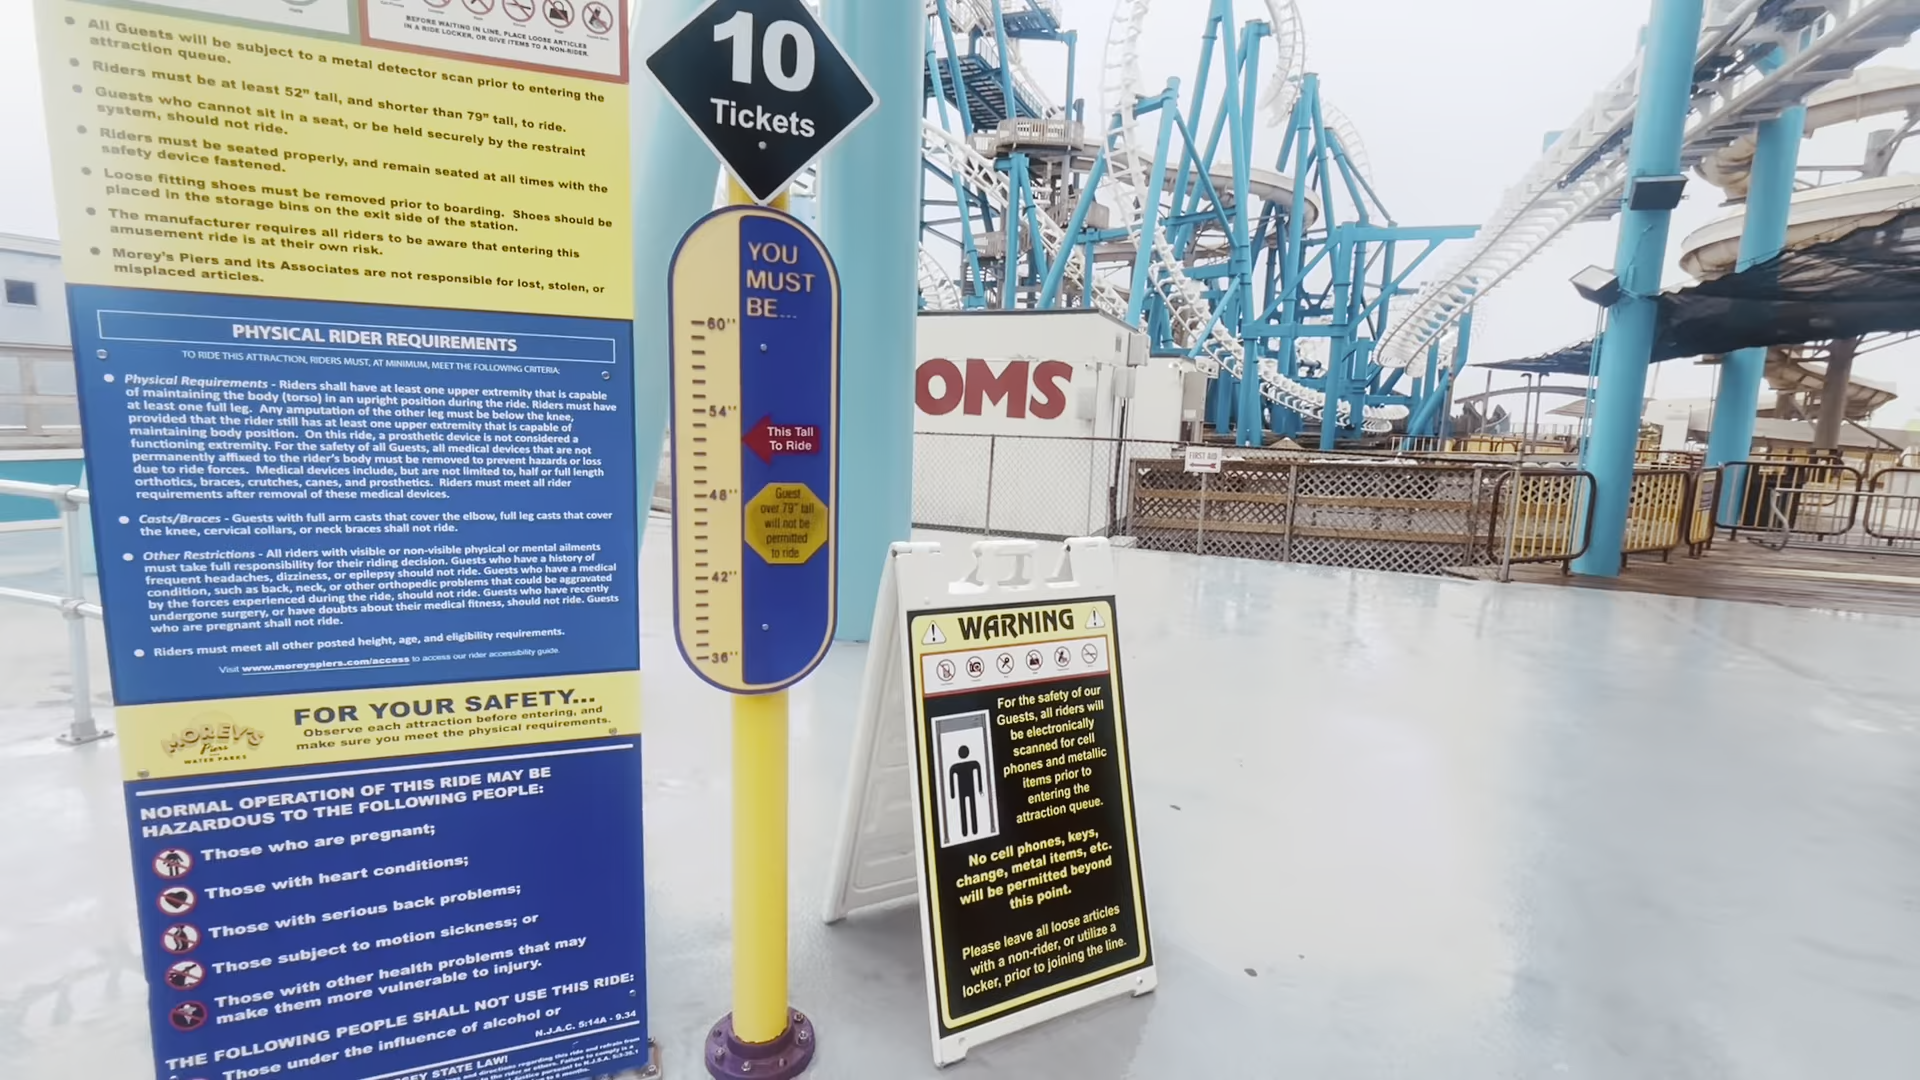 BEFORE WAITING IN LINE, PLACE LOOSE ARTICLES
IN A RIDE LOCKER, OR GIVE ITEMS TO A NON-RIDER.
All Guests will be subject to a metal detector scan prior to entering the
attraction queue.
Riders must be at least 52" tall, and shorter than 79" tall, to ride.
Guests who cannot sit in a seat, or be held securely by the restraint
system, should not ride.
Riders must be seated properly, and remain seated at all times with the
safety device fastened.
Loose fitting shoes must be removed prior to boarding. Shoes should be
placed in the storage bins on the exit side of the station.
The manufacturer requires all riders to be aware that entering this
amusement ride is at their own risk.
Morey's Piers and its Associates are not responsible for lost, stolen, or
misplaced articles.
PHYSICAL RIDER REQUIREMENTS
TO RIDE THIS ATTRACTION, RIDERS MUST, AT MINIMUM, MEET THE FOLLOWING CRITERIA:
Physical Requirements - Riders shall have at least one upper extremity that is capable
of maintaining the body (torso) in an upright position during the ride. Riders must have
at least one full leg. Any amputation of the other leg must be below the knee,
provided that the rider still has at least one upper extremity that is capable of
maintaining body position. On this ride, a prosthetic device is not considered a
functioning extremity. For the safety of all Guests, all medical devices that are not
permanently affixed to the rider's body must be removed to prevent hazards or loss
due to ride forces. Medical devices include, but are not limited to, half or full length
orthotics, braces, crutches, canes, and prosthetics. Riders must meet all rider
requirements after removal of these medical devices.
Casts/Braces - Guests with full arm casts that cover the elbow, full leg casts that cover
the knee, cervical collars, or neck braces shall not ride.
Other Restrictions - All riders with visible or non-visible physical or mental ailments
must take full responsibility for their riding decision. Guests who have a history of
frequent headaches, dizziness, or epilepsy should not ride. Guests who have a medical
condition, such as back, neck, or other orthopedic problems that could be aggravated
by the forces experienced during the ride, should not ride. Guests who have recently
undergone surgery, or have doubts about their medical fitness, should not ride. Guests
who are pregnant shall not ride.
Riders must meet all other posted height, age, and eligibility requirements.
Visit www.moreyspiers.com/access to access our rider accessibility guide.
MOREY'S
Piers
WATER PARKS
FOR YOUR SAFETY...
Observe each attraction before entering, and
make sure you meet the physical requirements.
NORMAL OPERATION OF THIS RIDE MAY BE
HAZARDOUS TO THE FOLLOWING PEOPLE:
Those who are pregnant;
Those with heart conditions;
Those with serious back problems;
Those subject to motion sickness; or
Those with other health problems that may
make them more vulnerable to injury.
THE FOLLOWING PEOPLE SHALL NOT USE THIS RIDE:
Those under the influence of alcohol or
N.J.A.C. 5:14A - 9.34
STATE LAW!
10
Tickets
YOU
MUST
BE...
60"
54"
This Tall
To Ride
48"
Guest
over 79" tall
will not be
permitted
to ride
42"
36"
OMS
FIRST AID
WARNING
For the safety of our
Guests, all riders will
be electronically
scanned for cell
phones and metallic
items prior to
entering the
attraction queue.
No cell phones, keys,
change, metal items, etc.
will be permitted beyond
this point.
Please leave all loose articles
with a non-rider, or utilize a
locker, prior to joining the line.